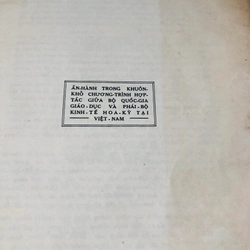 ẤN-HÀNH TRONG KHUÔN-
KHỔ CHƯƠNG-TRÌNH HỢP-
TÁC GIỮA BỘ QUỐC-GIA
GIÁO-DỤC VÀ PHÁI-BỘ
KINH-TẾ HOA-KỲ TẠI
VIỆT-NAM